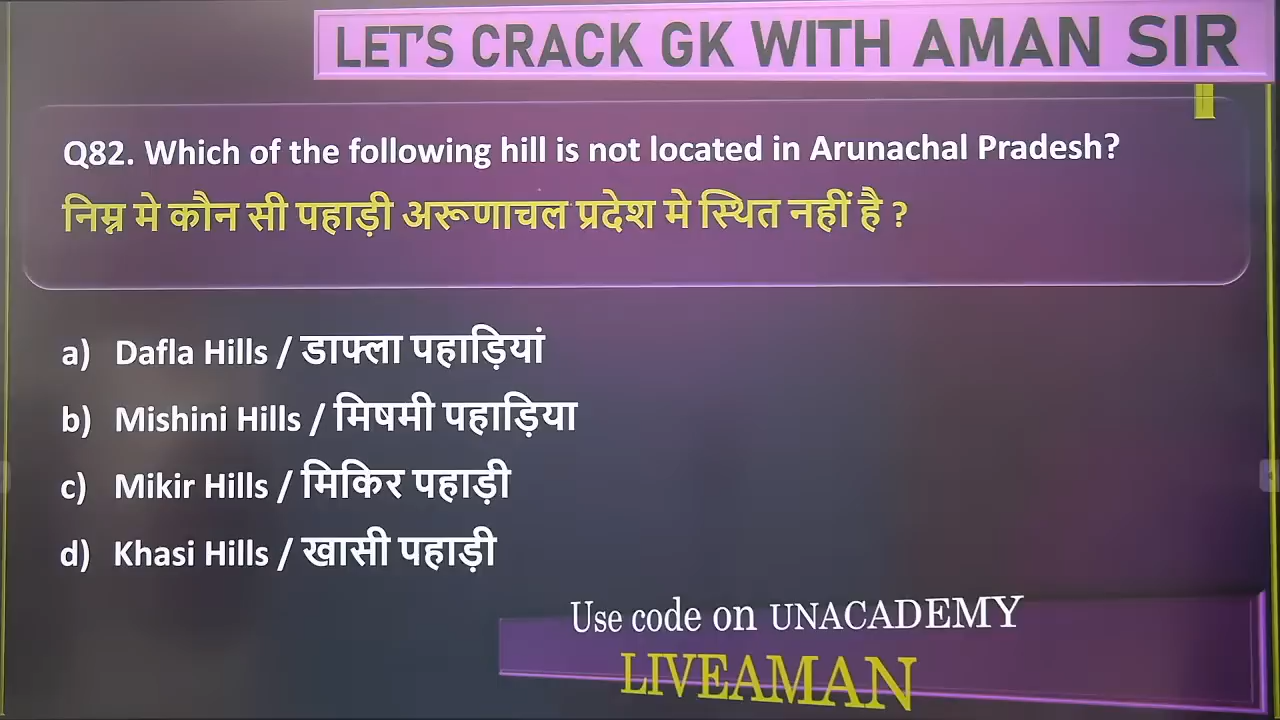 LET'S CRACK GK WITH AMAN SIR
Q82. Which of the following hill is not located in Arunachal Pradesh?
निम्न मे कौन सी पहाड़ी अरूणाचल प्रदेश मे स्थित नहीं है ?
a) Dafla Hills / डाफ्ला पहाड़ियां
b) Mishini Hills / मिषमी पहाड़िया
c) Mikir Hills / मिकिर पहाड़ी
d) Khasi Hills / खासी पहाड़ी
Use code on UNACADEMY
LIVEAMAN